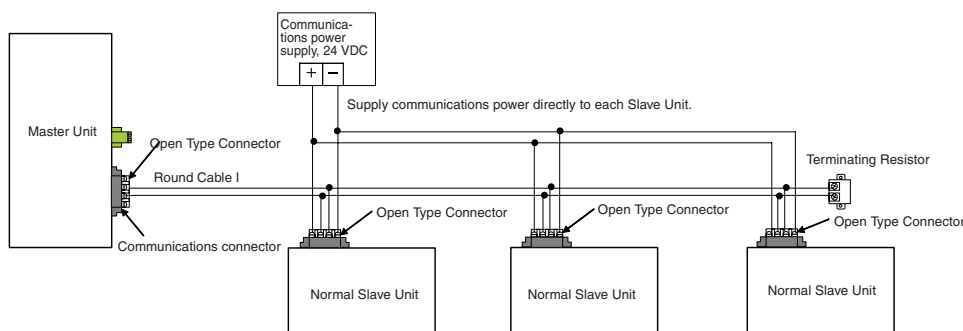 Communica-
tions power
supply, 24 VDC
+ −
Supply communications power directly to each Slave Unit.
Master Unit
Open Type Connector
Terminating Resistor
Round Cable I
Open Type Connector
Open Type Connector
Open Type Connector
Communications connector
Normal Slave Unit
Normal Slave Unit
Normal Slave Unit